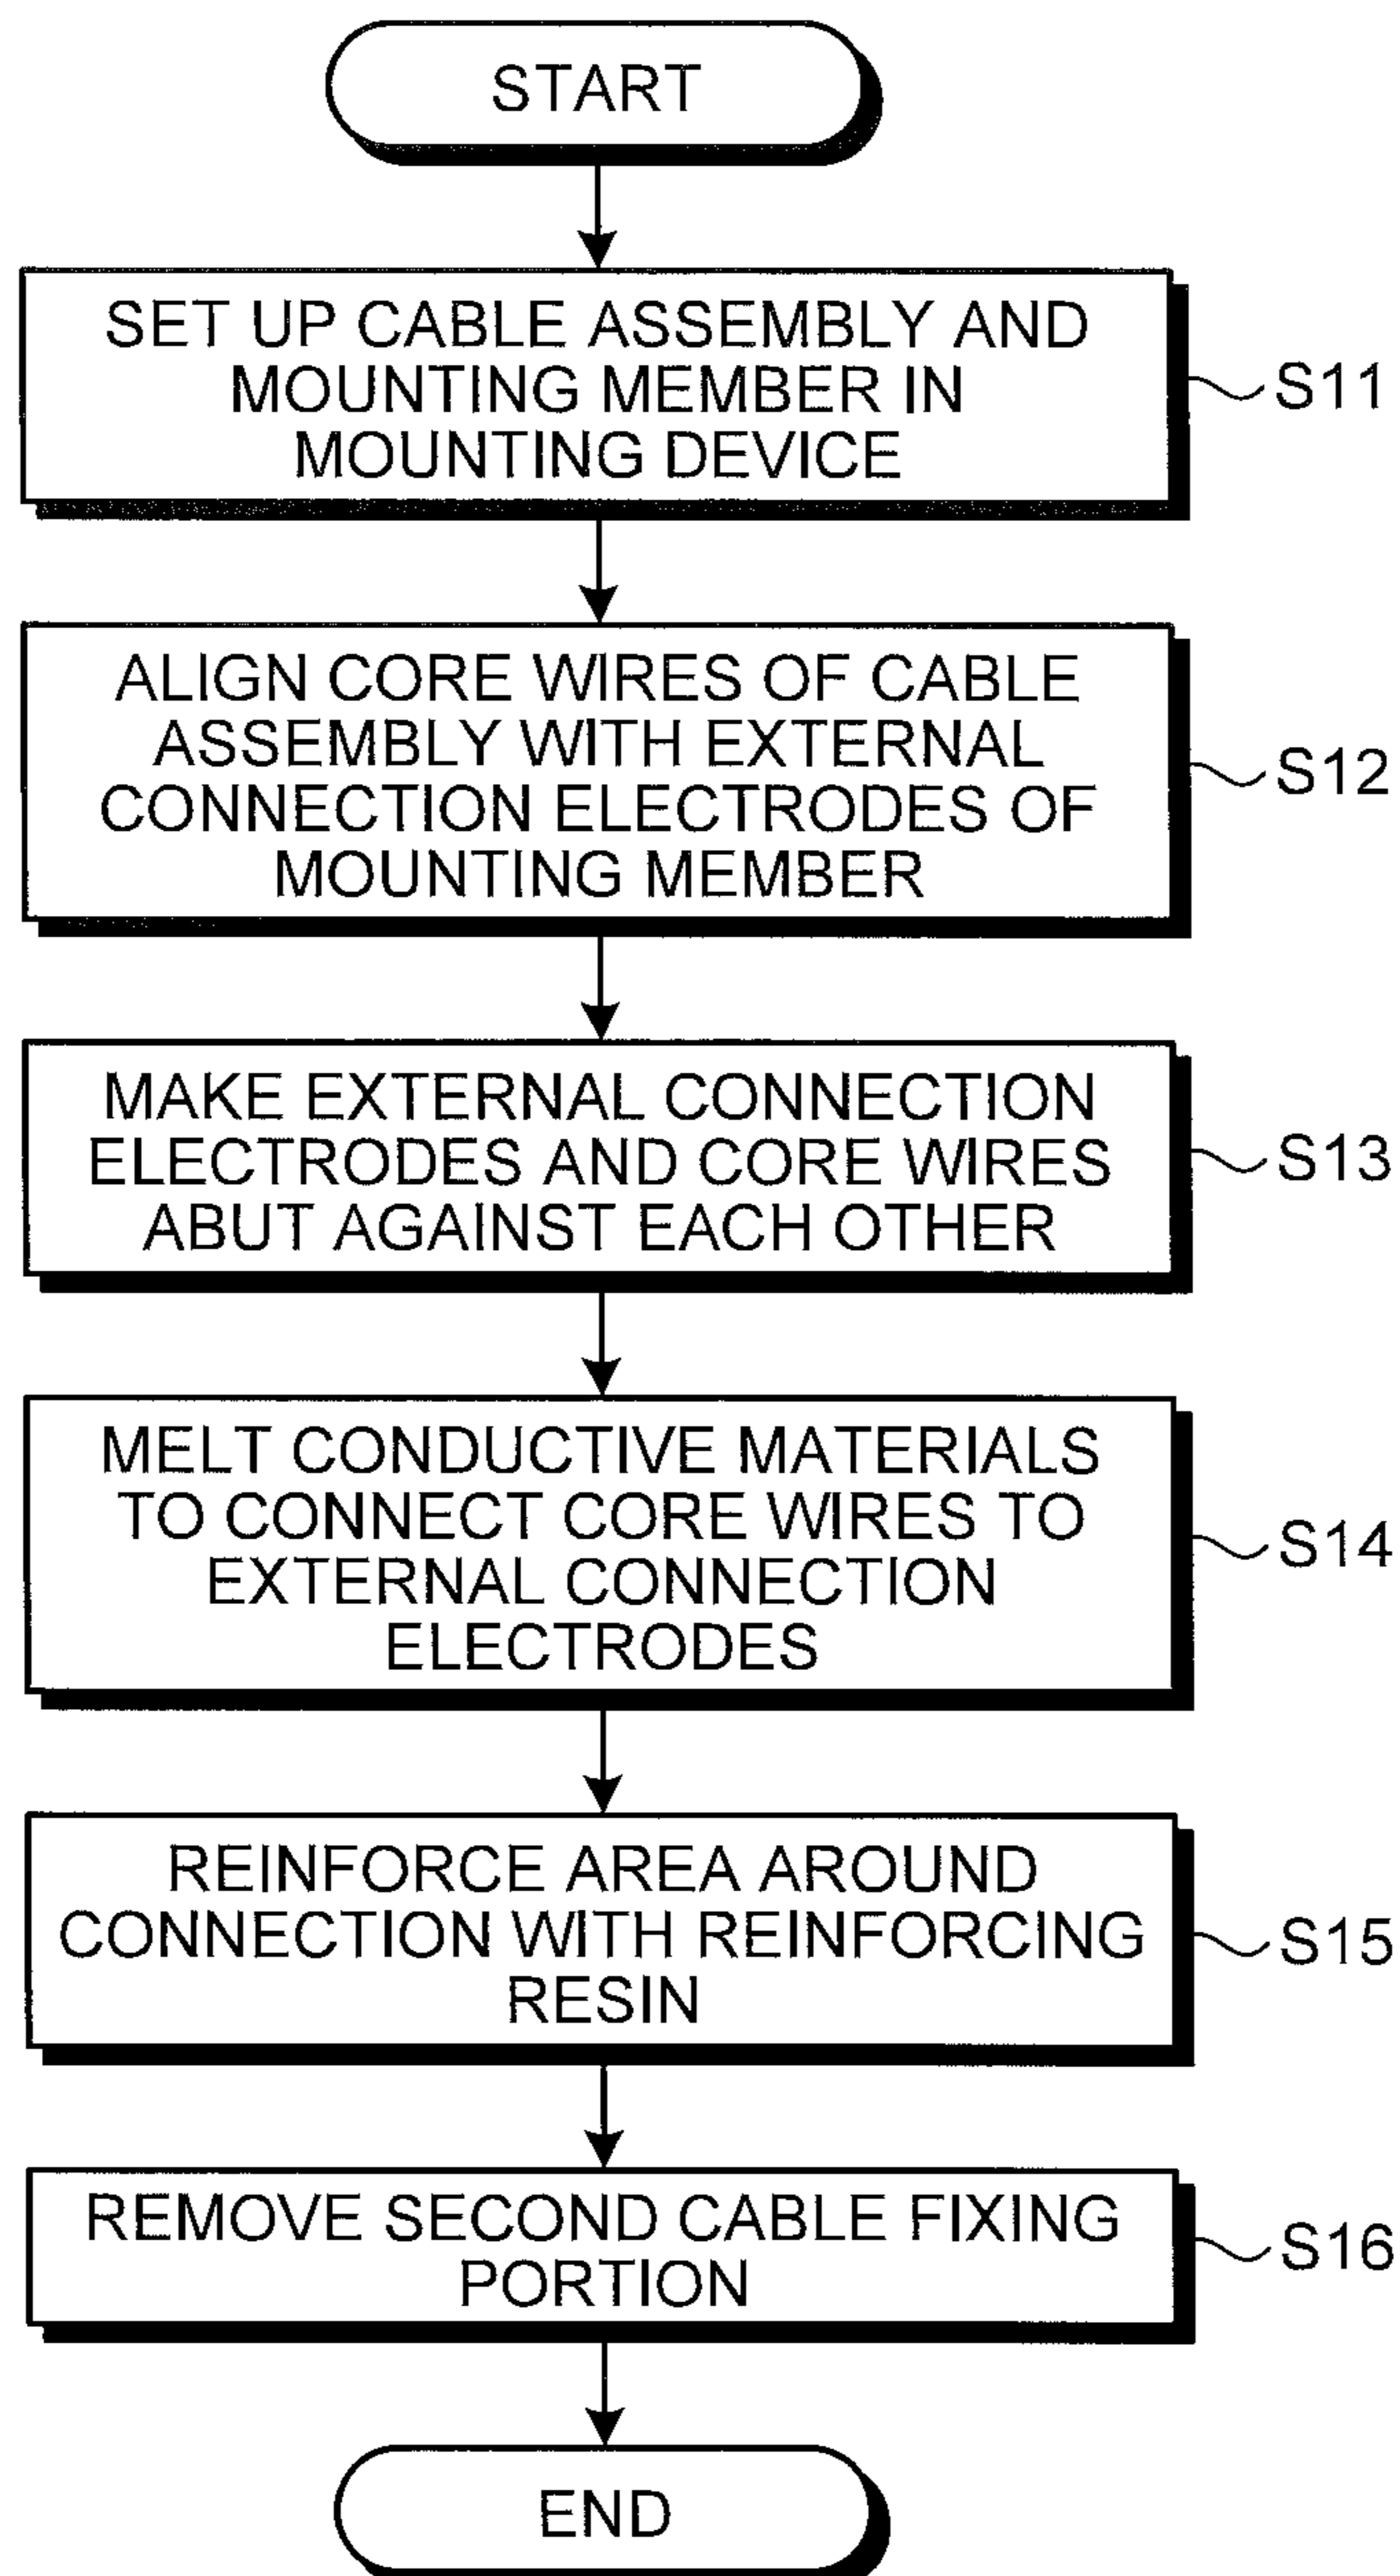 START
SET UP CABLE ASSEMBLY AND
MOUNTING MEMBER IN
MOUNTING DEVICE
S11
ALIGN CORE WIRES OF CABLE
ASSEMBLY WITH EXTERNAL
CONNECTION ELECTRODES OF
MOUNTING MEMBER
S12
MAKE EXTERNAL CONNECTION
ELECTRODES AND CORE WIRES
ABUT AGAINST EACH OTHER
S13
MELT CONDUCTIVE MATERIALS
TO CONNECT CORE WIRES TO
EXTERNAL CONNECTION
ELECTRODES
S14
REINFORCE AREA AROUND
CONNECTION WITH REINFORCING
RESIN
S15
REMOVE SECOND CABLE FIXING
PORTION
S16
END